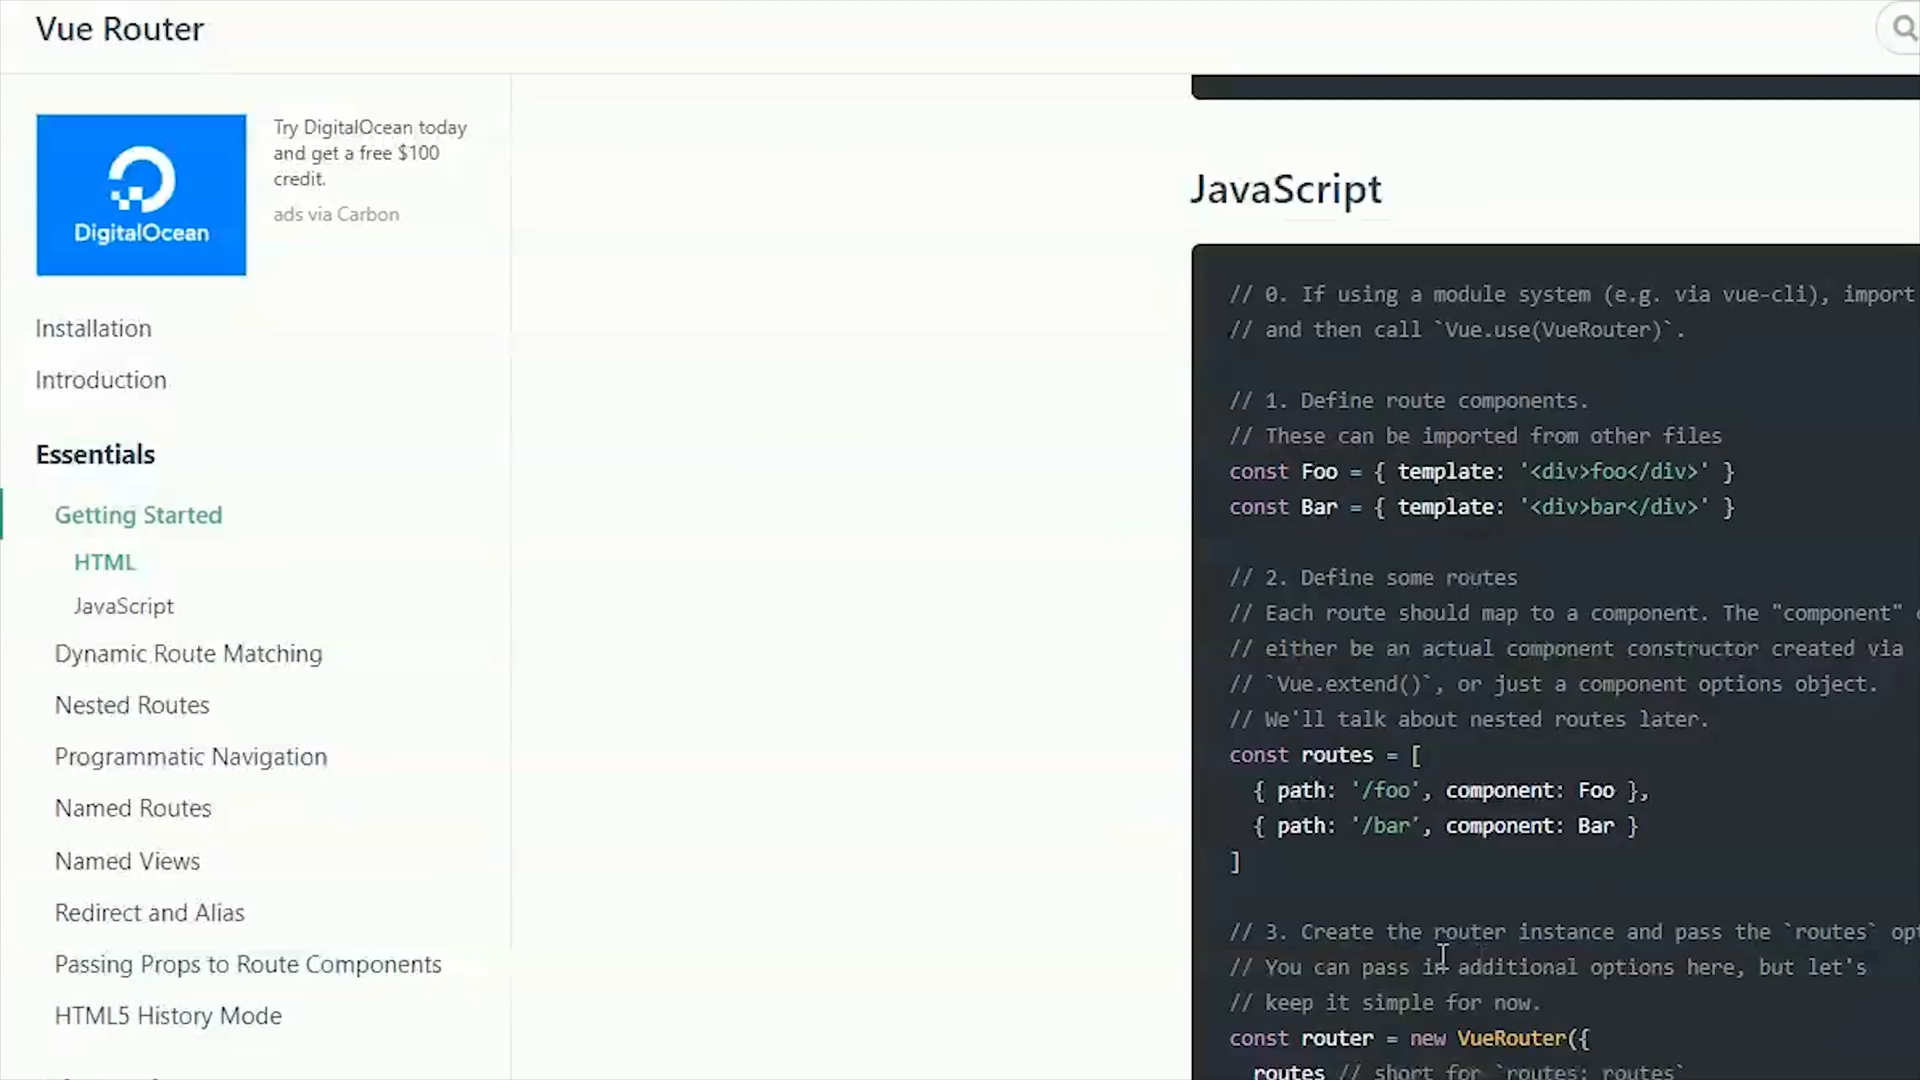 Vue Router
DigitalOcean
Try DigitalOcean today
and get a free $100
credit.
ads via Carbon
Installation
Introduction
Essentials
Getting Started
HTML
JavaScript
Dynamic Route Matching
Nested Routes
Programmatic Navigation
Named Routes
Named Views
Redirect and Alias
Passing Props to Route Components
HTML5 History Mode
JavaScript
// 0. If using a module system (e.g. via vue-cli), import
// and then call `Vue.use(VueRouter)`.
// 1. Define route components.
// These can be imported from other files
const Foo = { template: '<div>foo</div>' }
const Bar = { template: '<div>bar</div>' }
// 2. Define some routes
// Each route should map to a component. The "component"
// either be an actual component constructor created via
// `Vue.extend()`, or just a component options object.
// We'll talk about nested routes later.
const routes = [
{ path: '/foo', component: Foo },
{ path: '/bar', component: Bar }
]
// 3. Create the router instance and pass the `routes`
// You can pass in additional options here, but let's
// keep it simple for now.
const router = new VueRouter({
routes // short for `routes: routes`